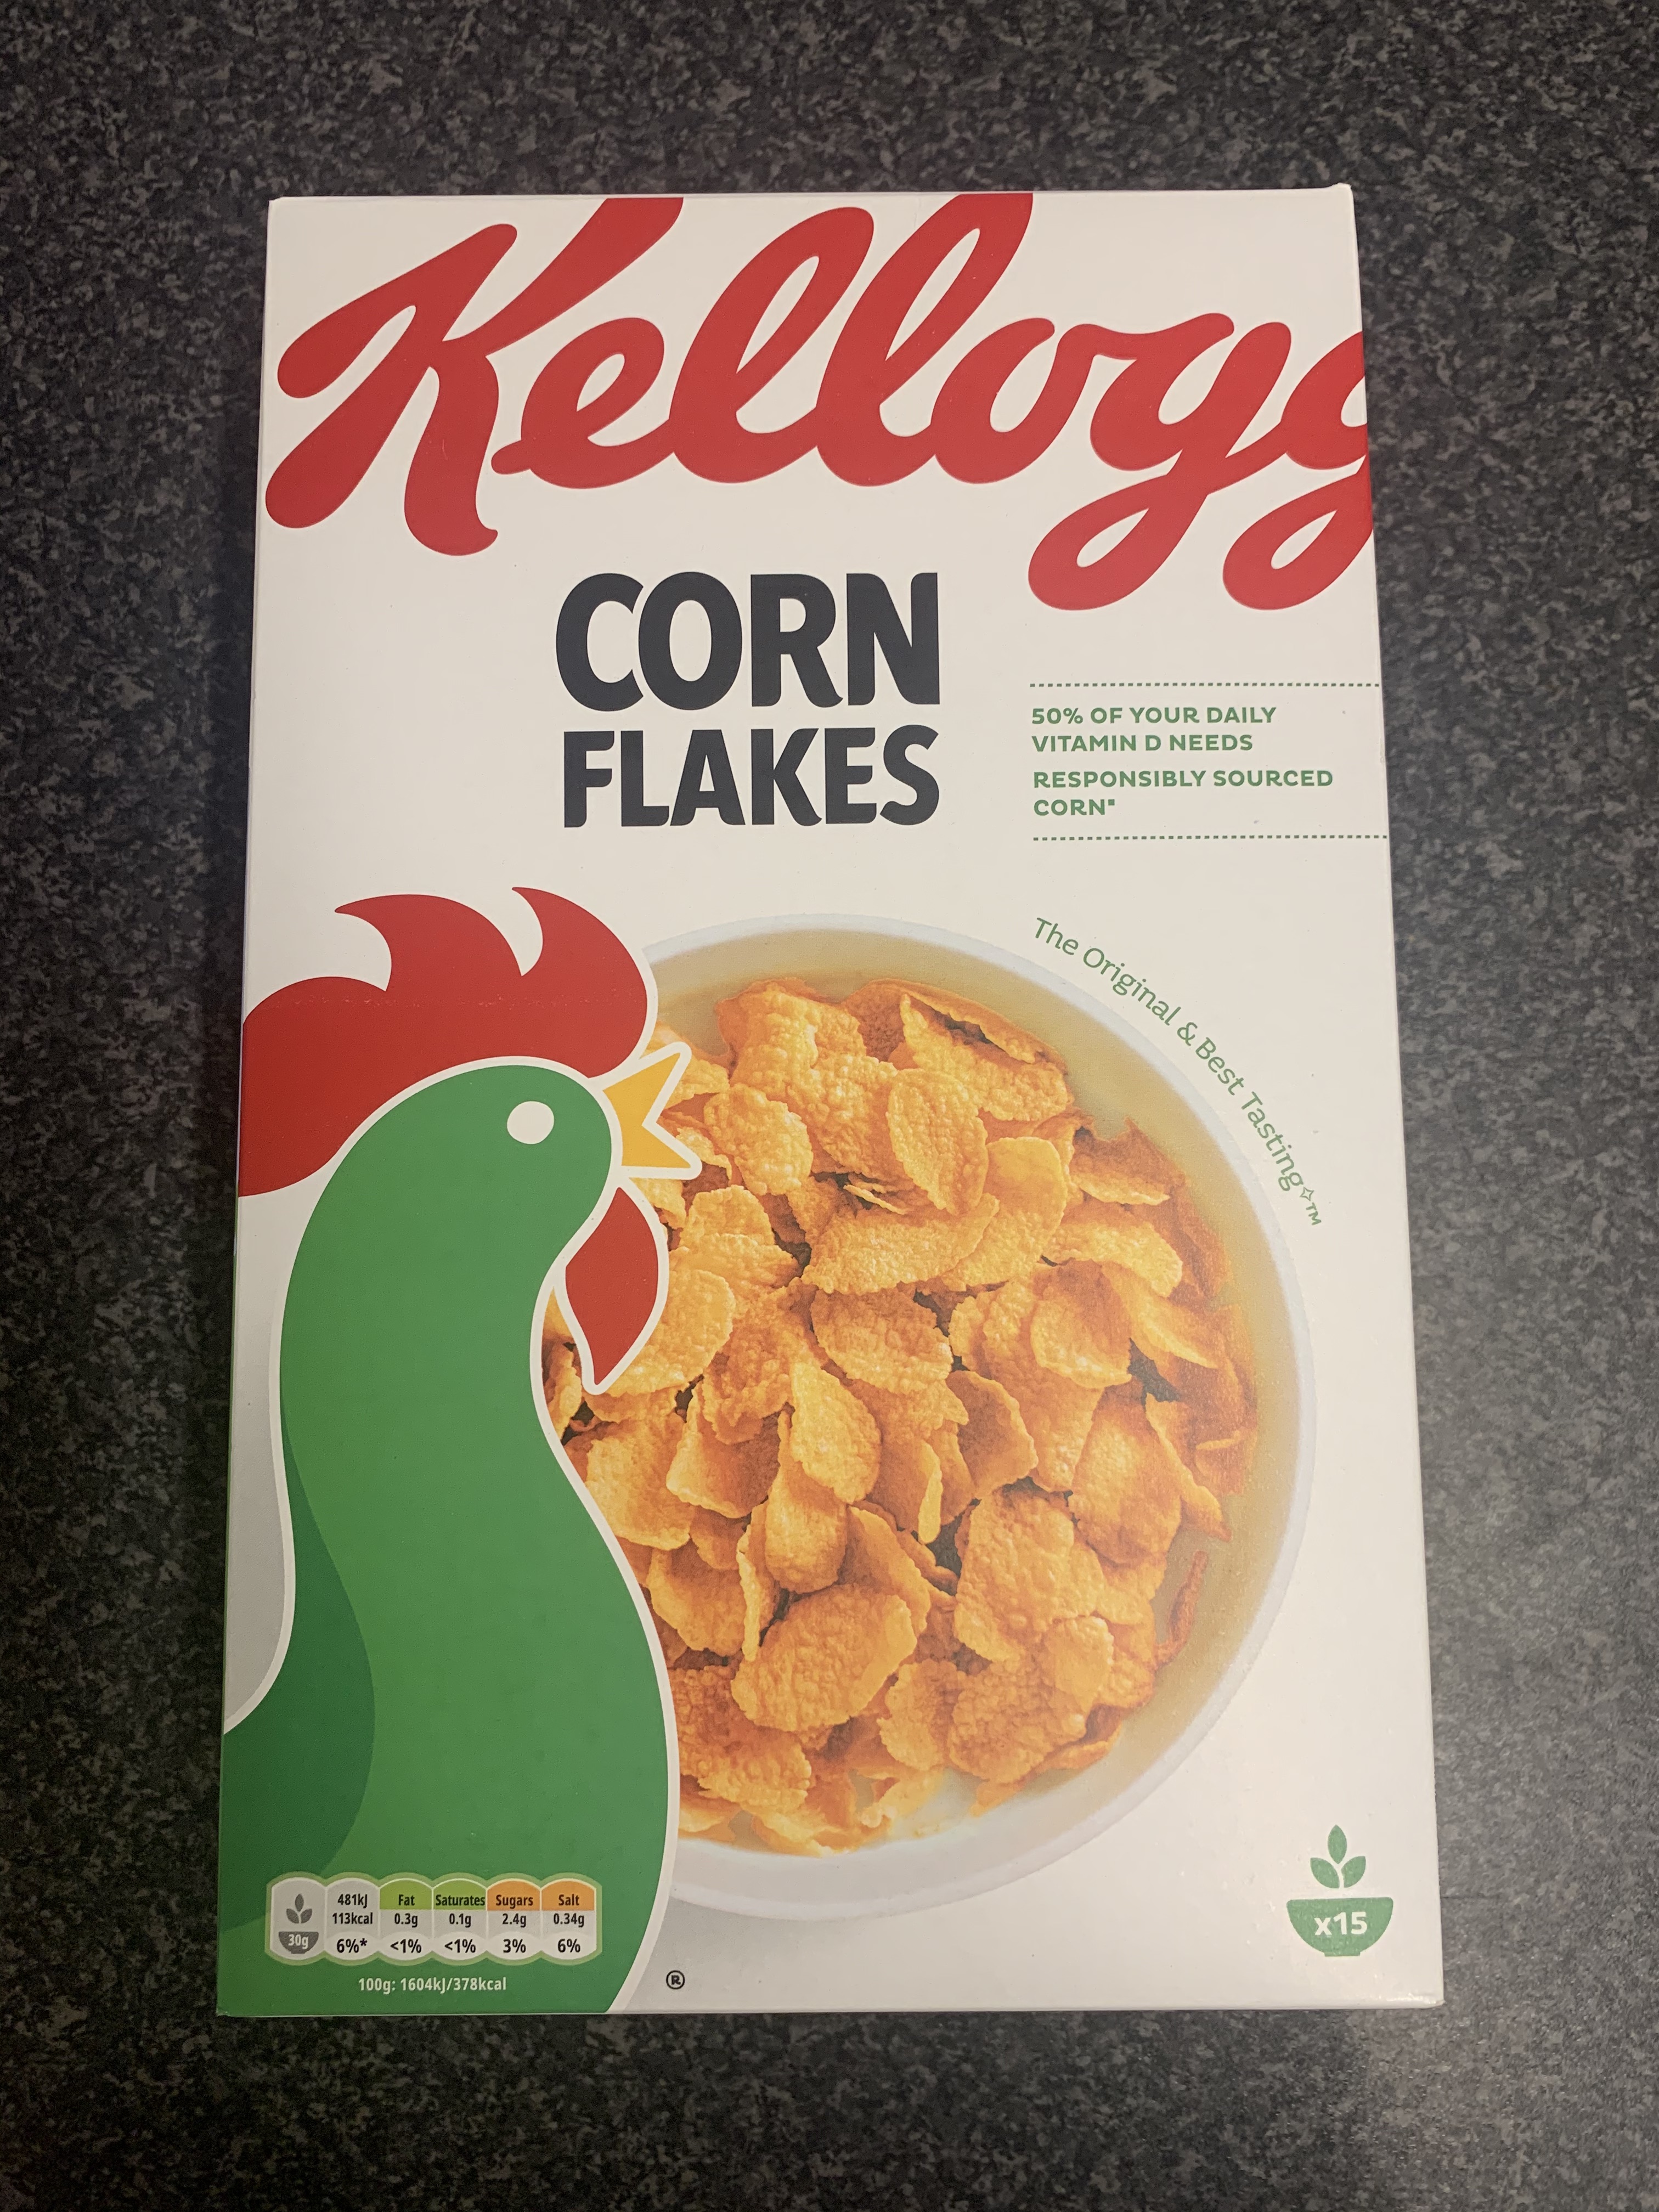 Kellogg
CORN
FLAKES
50% OF YOUR DAILY
VITAMIN D NEEDS
RESPONSIBLY SOURCED
CORN▪
The Original & Best Tasting✧™
30g
481kJ
113kcal
6%*
Fat
0.3g
<1%
Saturates
0.1g
<1%
Sugars
2.4g
3%
Salt
0.34g
6%
100g: 1604kJ/378kcal
®
x15